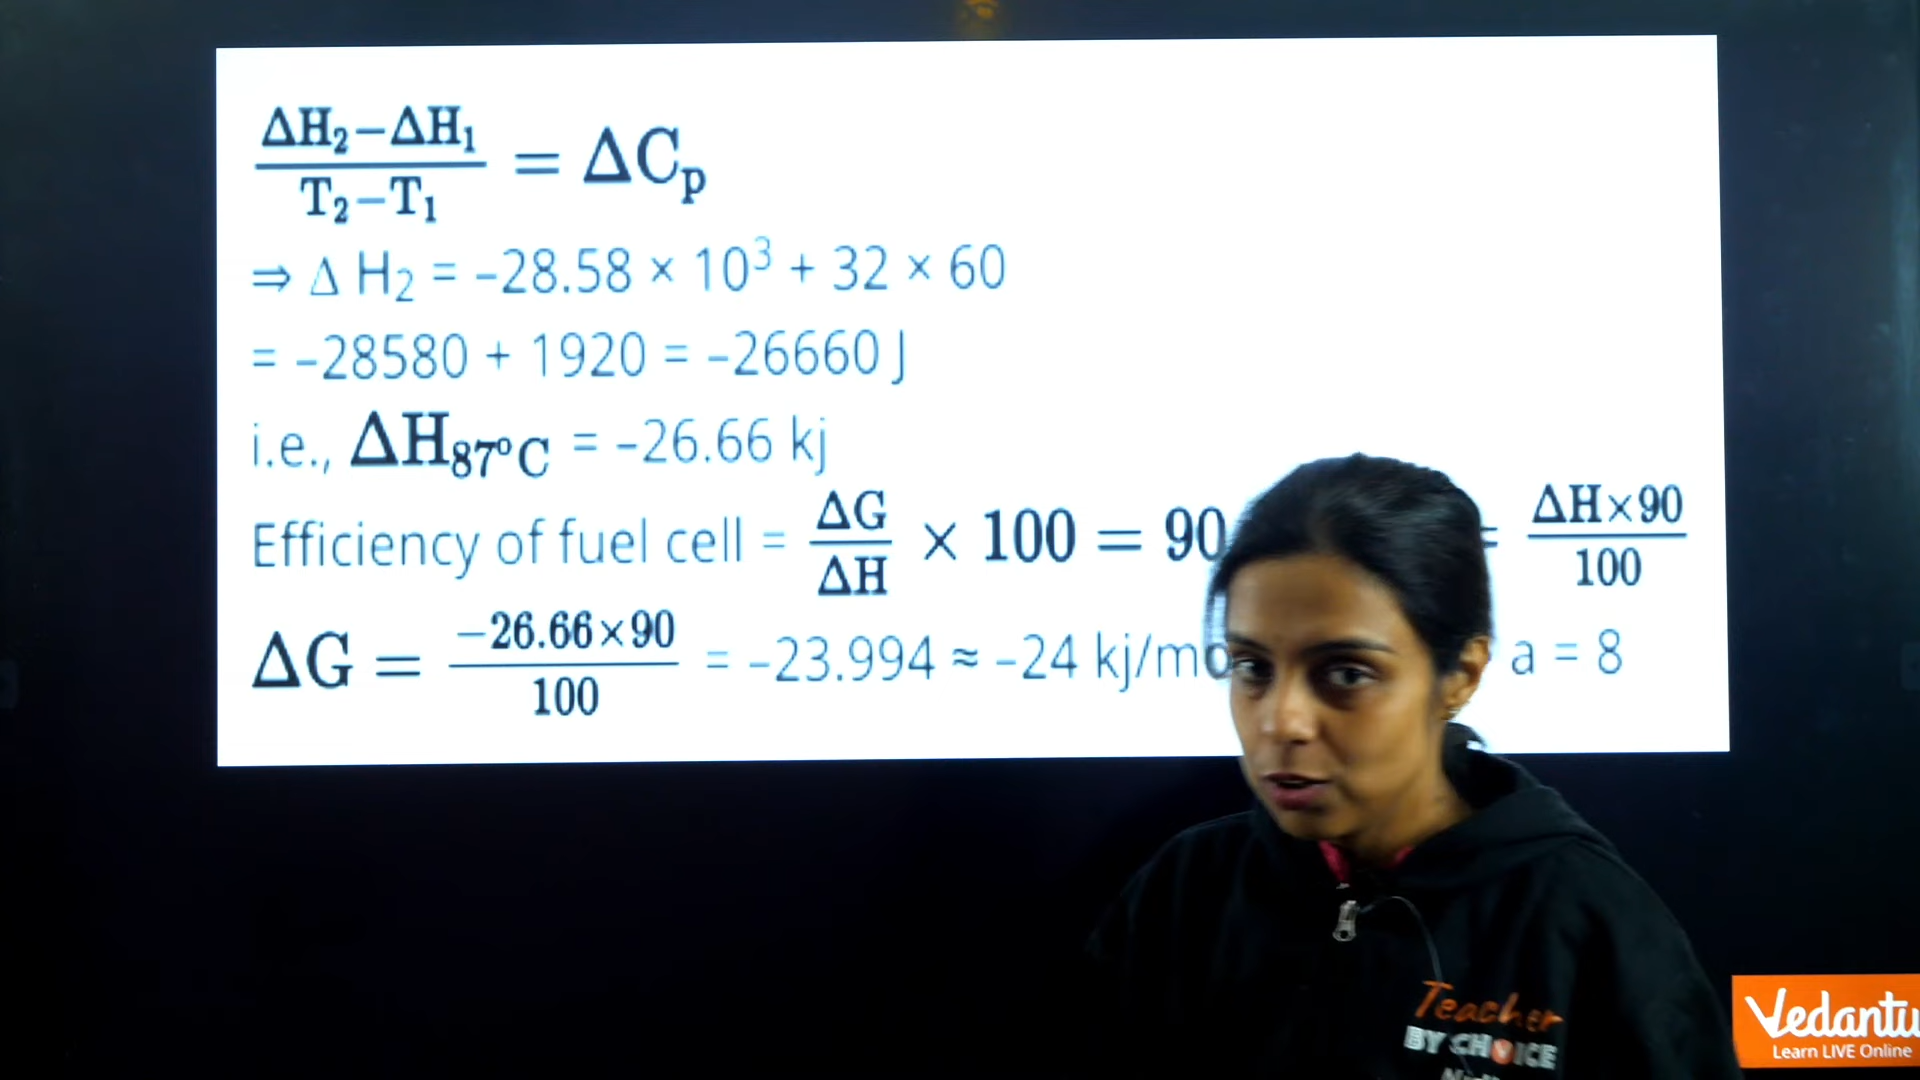 ΔH₂−ΔH₁ / T₂−T₁ = ΔCₚ
⇒ Δ H₂ = –28.58 × 10³ + 32 × 60
= –28580 + 1920 = –26660 J
i.e., ΔH₈₇°C = –26.66 kj
Efficiency of fuel cell = ΔG / ΔH × 100 = 90 = ΔH×90 / 100
ΔG = −26.66×90 / 100 = –23.994 ≈ –24 kj/mo a = 8
Teacher
BY CHOICE
Vedantu
Learn LIVE Online